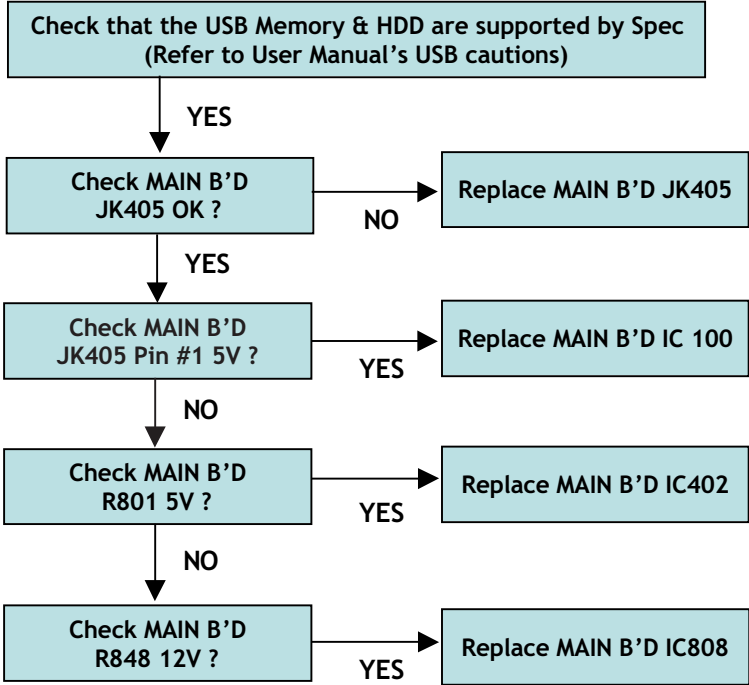 Check that the USB Memory & HDD are supported by Spec
(Refer to User Manual’s USB cautions)
YES
Check MAIN B’D
JK405 OK ?
NO
Replace MAIN B’D JK405
YES
Check MAIN B’D
JK405 Pin #1 5V ?
YES
Replace MAIN B’D IC 100
NO
Check MAIN B’D
R801 5V ?
YES
Replace MAIN B’D IC402
NO
Check MAIN B’D
R848 12V ?
YES
Replace MAIN B’D IC808